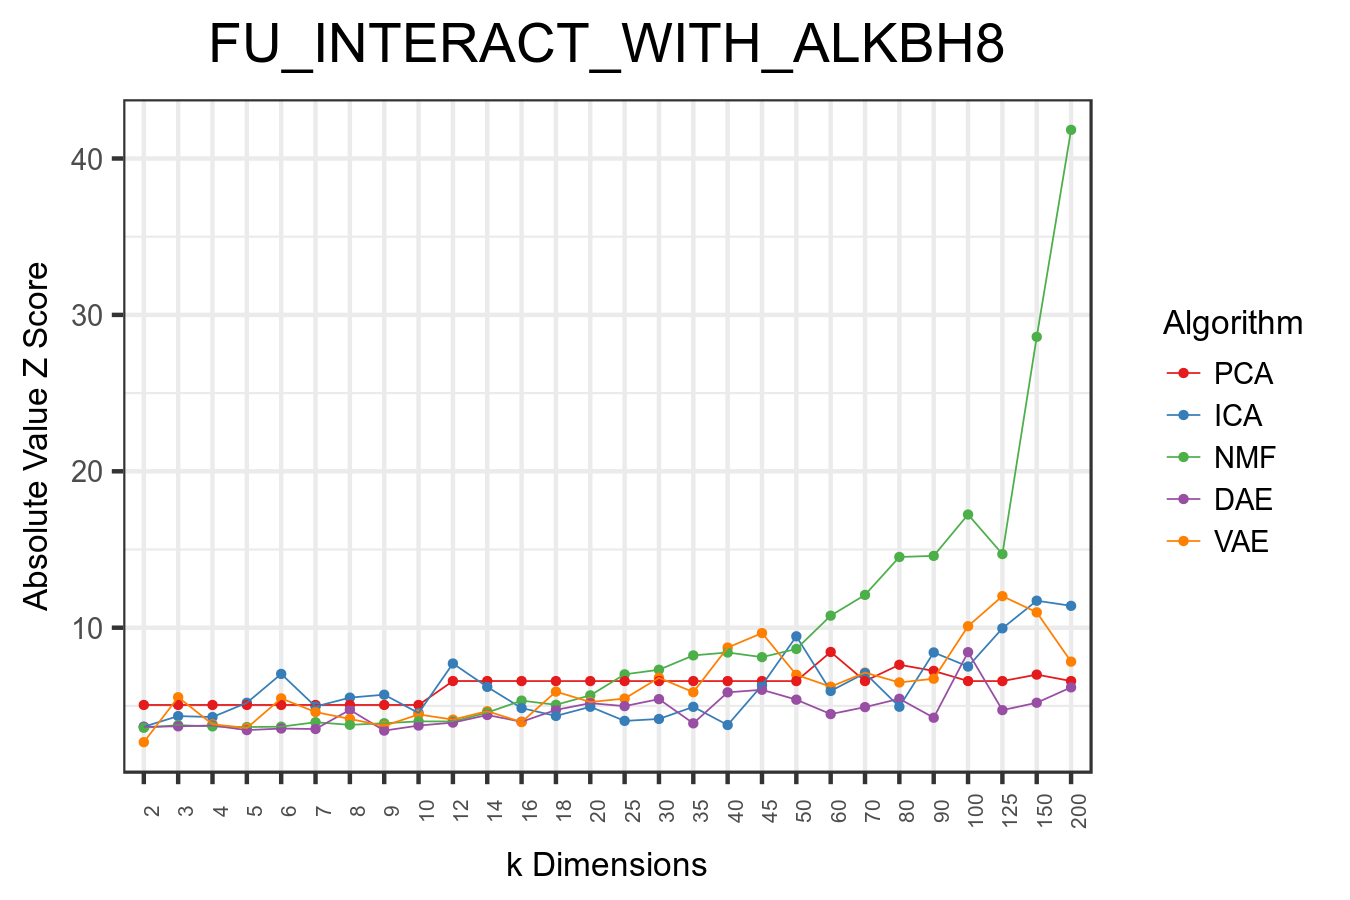 FU_INTERACT_WITH_ALKBH8
Absolute Value Z Score
40
30
20
10
2 3 4 5 6 7 8 9 10 12 14 16 18 20 25 30 35 40 45 50 60 70 80 90 100 125 150 200
k Dimensions
Algorithm
PCA
ICA
NMF
DAE
VAE